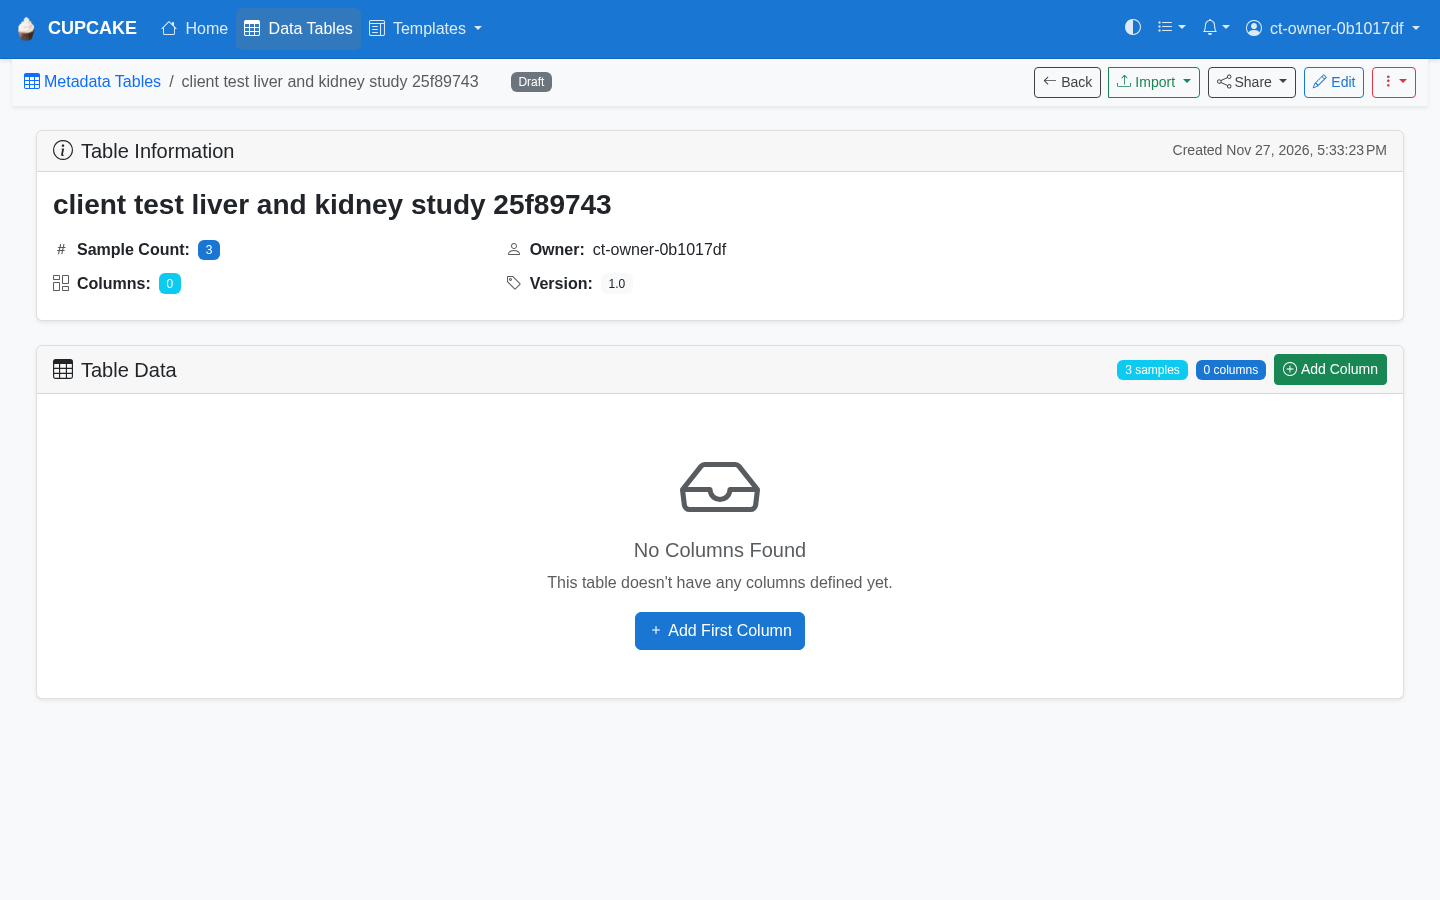 CUPCAKE Home Data Tables Templates ct-owner-0b1017df
Metadata Tables / client test liver and kidney study 25f89743 Draft Back Import Share Edit
Table Information Created Nov 27, 2026, 5:33:23 PM
client test liver and kidney study 25f89743
# Sample Count: 3 Owner: ct-owner-0b1017df
Columns: 0 Version: 1.0
Table Data 3 samples 0 columns Add Column
No Columns Found
This table doesn't have any columns defined yet.
+ Add First Column